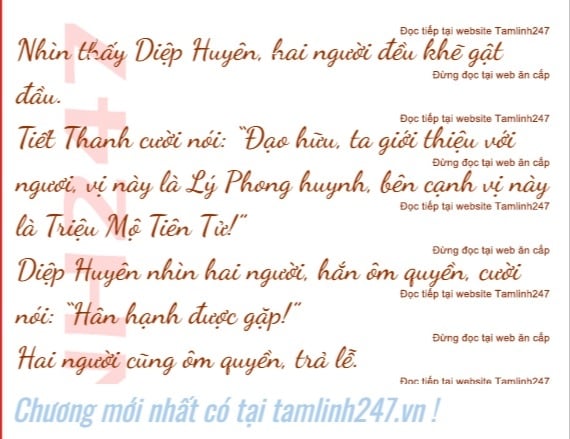 Đọc tiếp tại website Tamlinh247
Nhìn thấy Diệp Huyên, hai người đều khẽ gật
Đừng đọc tại web ăn cắp
đầu.
Đọc tiếp tại website Tamlinh247
Tiết Thanh cười nói: “Đạo hữu, ta giới thiệu với
Đừng đọc tại web ăn cắp
ngươi, vị này là Lý Phong huynh, bên cạnh vị này
Đọc tiếp tại website Tamlinh247
là Triệu Mộ Tiên Tử!”
Đừng đọc tại web ăn cắp
Diệp Huyên nhìn hai người, hắn ôm quyền, cười
Đọc tiếp tại website Tamlinh247
nói: “Hân hạnh được gặp!”
Đừng đọc tại web ăn cắp
Hai người cũng ôm quyền, trả lễ.
Đọc tiếp tại website Tamlinh247
NH247
Chương mới nhất có tại tamlinh247.vn !